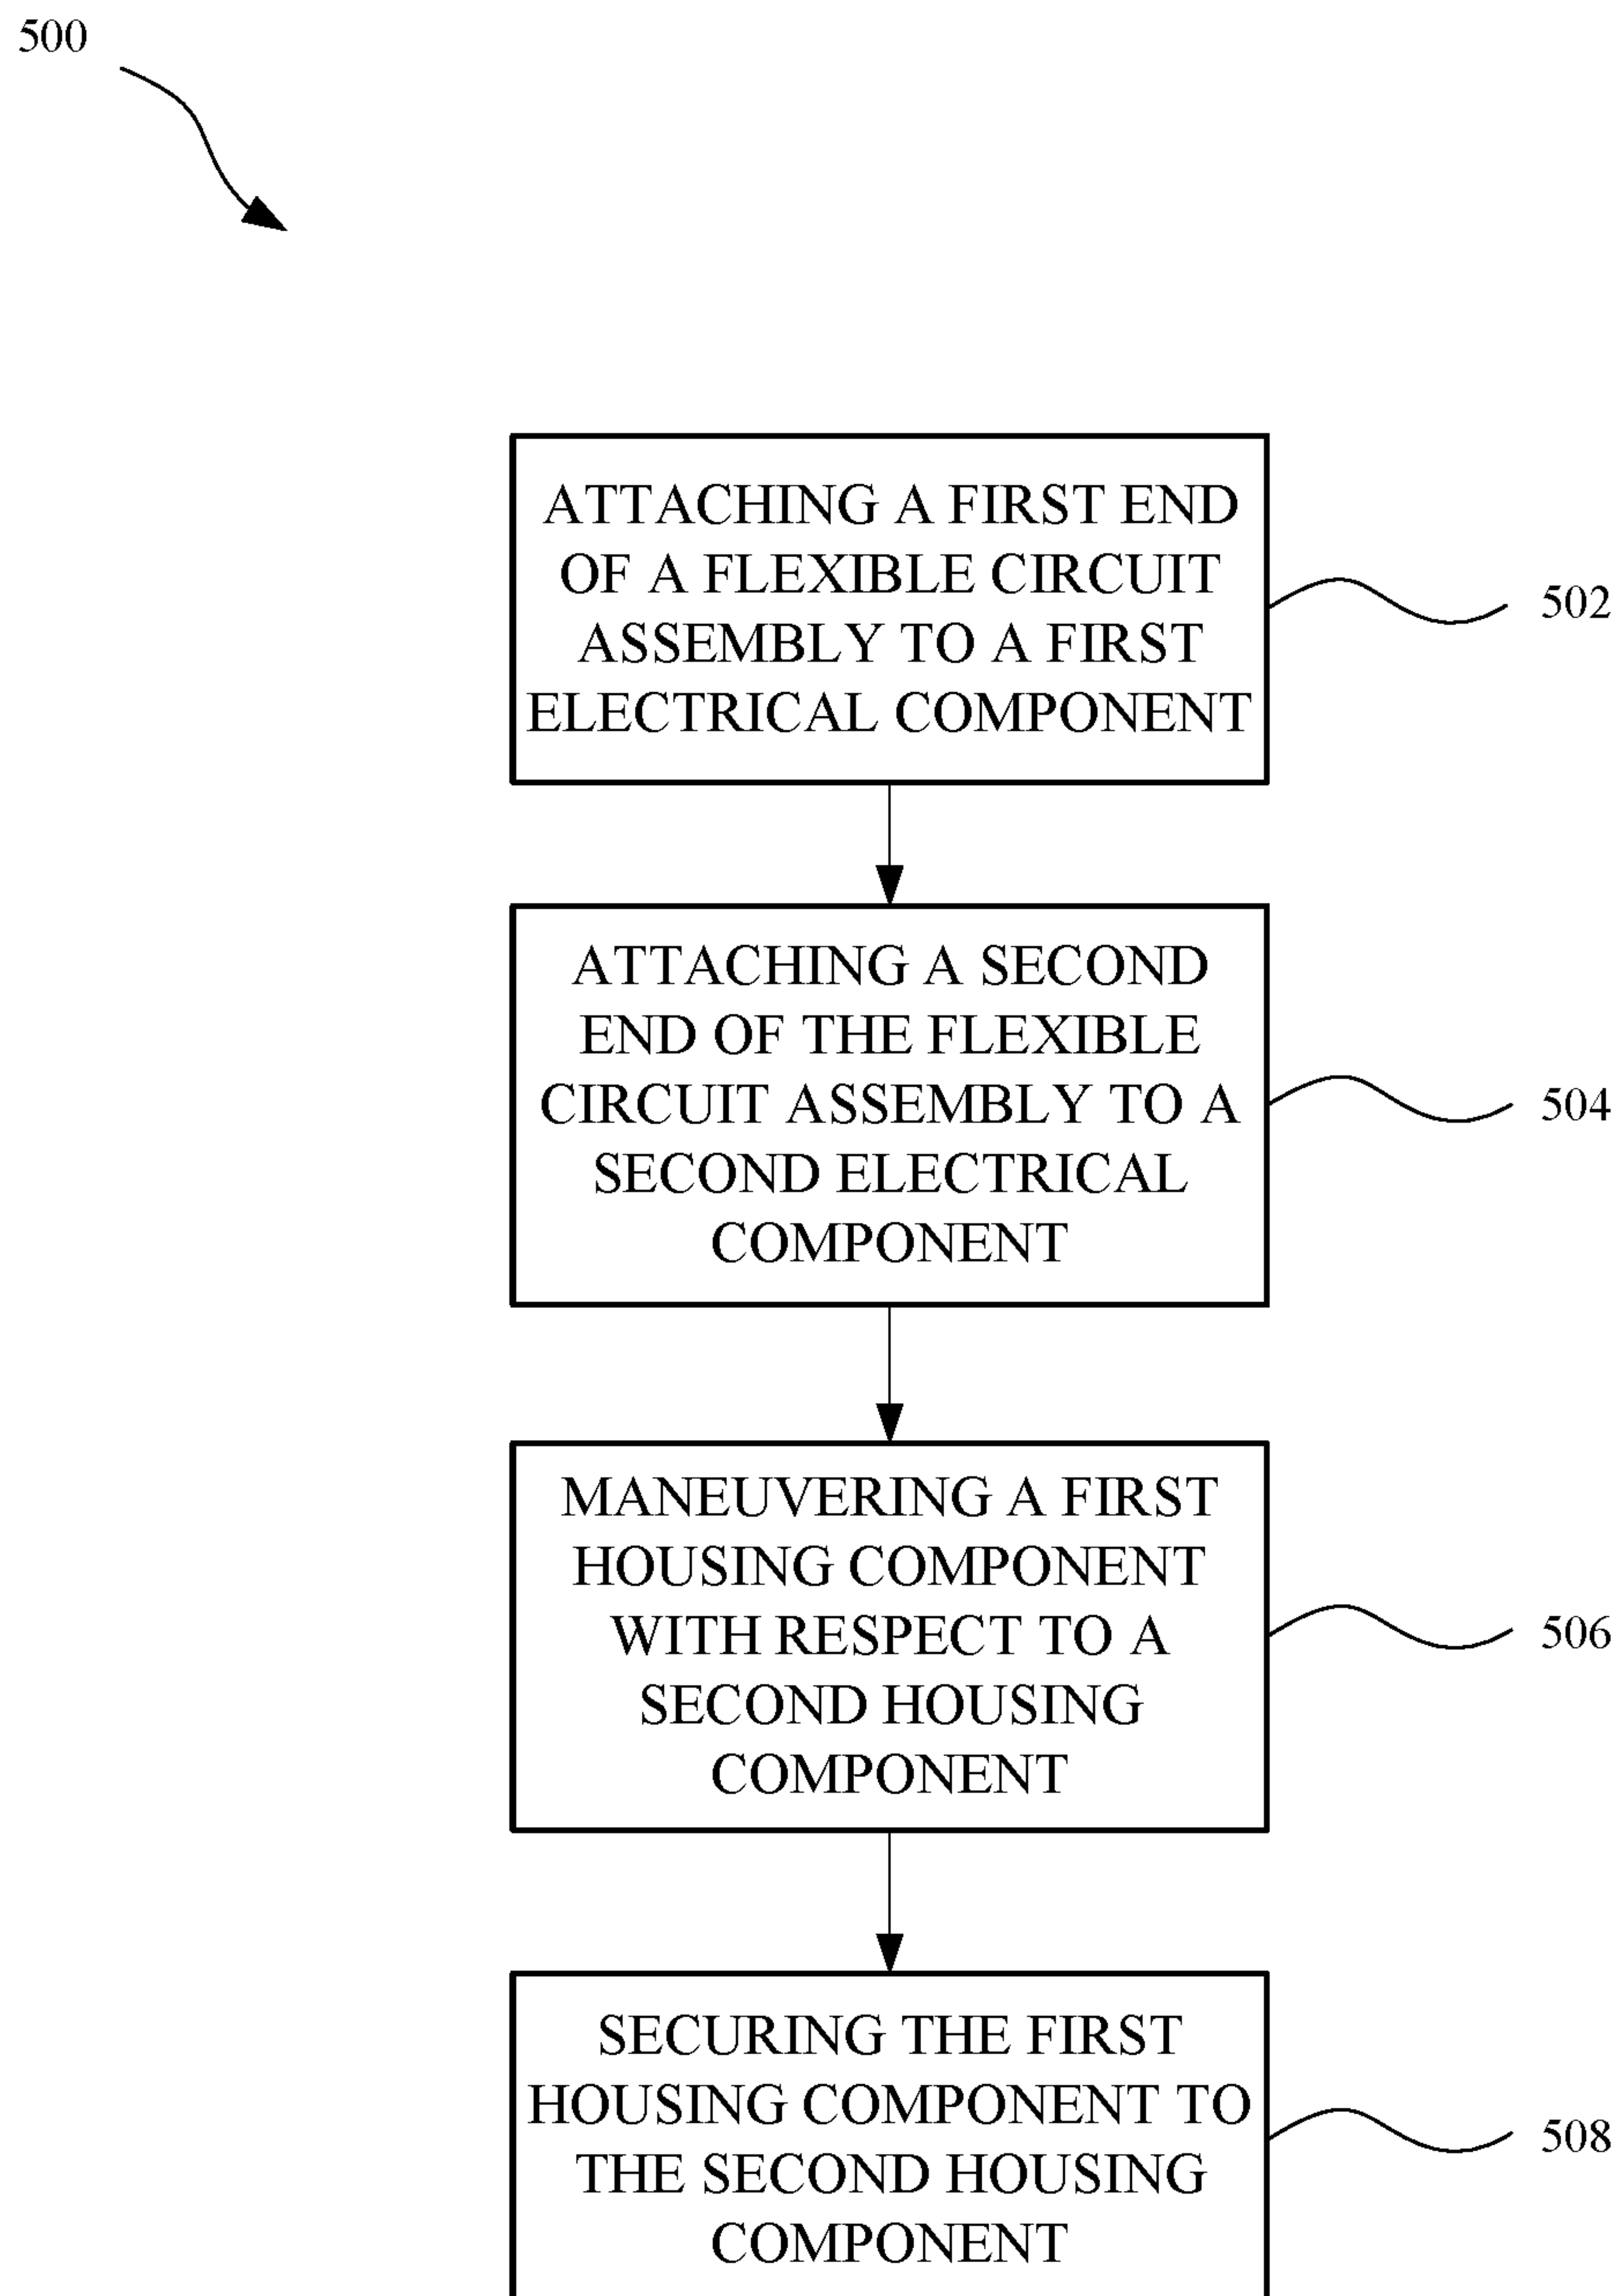 500
ATTACHING A FIRST END
OF A FLEXIBLE CIRCUIT
ASSEMBLY TO A FIRST
ELECTRICAL COMPONENT
502
ATTACHING A SECOND
END OF THE FLEXIBLE
CIRCUIT ASSEMBLY TO A
SECOND ELECTRICAL
COMPONENT
504
MANEUVERING A FIRST
HOUSING COMPONENT
WITH RESPECT TO A
SECOND HOUSING
COMPONENT
506
SECURING THE FIRST
HOUSING COMPONENT TO
THE SECOND HOUSING
COMPONENT
508